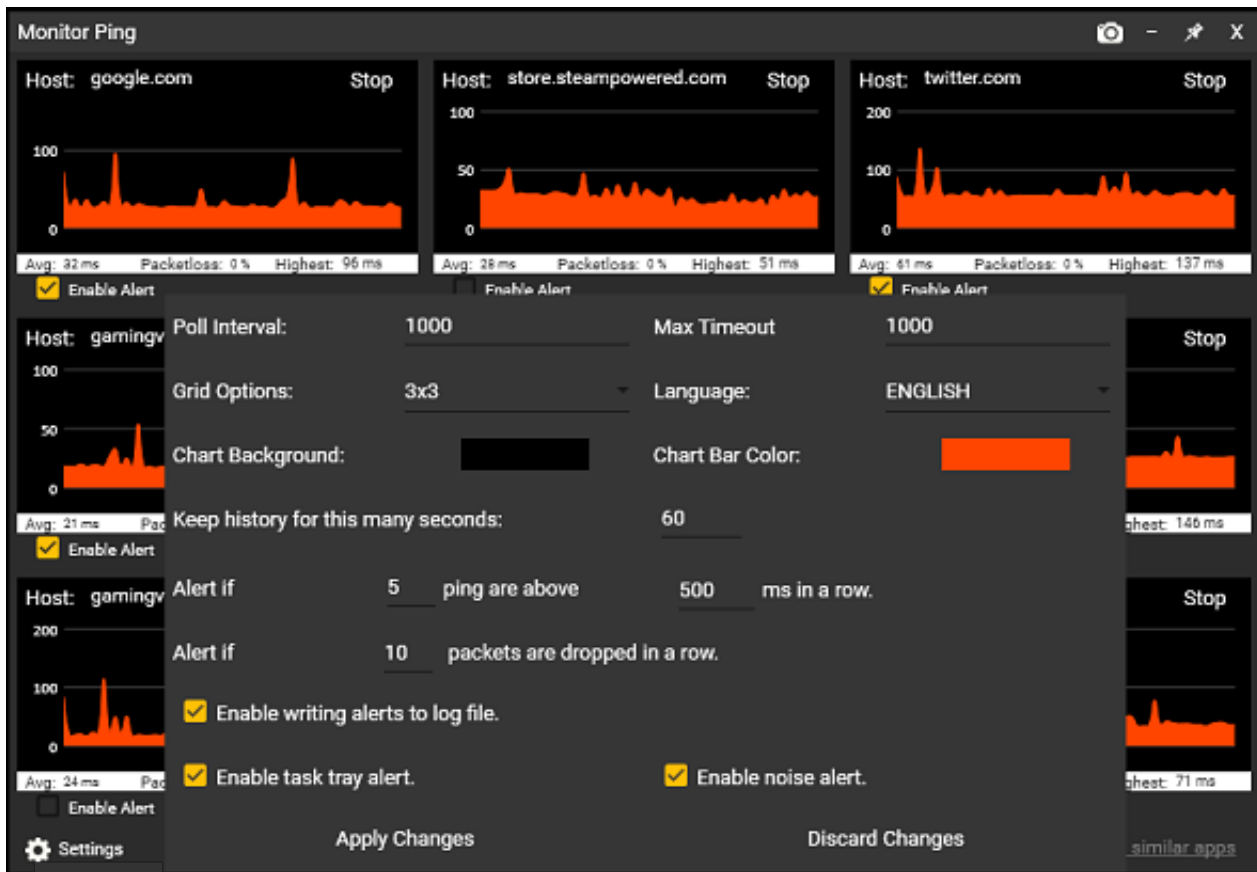 Monitor Ping
X
Host: google.com Stop
100
0
Avg: 32 ms Packetloss: 0 % Highest: 96 ms
Enable Alert
Host: store.steampowered.com Stop
100
50
0
Avg: 28 ms Packetloss: 0 % Highest: 51 ms
Enable Alert
Host: twitter.com Stop
200
100
0
Avg: 61 ms Packetloss: 0 % Highest: 137 ms
Enable Alert
Host: gamingv
100
50
0
Avg: 21 ms Pac
Enable Alert
Stop
ghest: 146 ms
Host: gamingv
200
100
0
Avg: 24 ms Pac
Enable Alert
Stop
ghest: 71 ms
Poll Interval: 1000 Max Timeout 1000
Grid Options: 3x3 Language: ENGLISH
Chart Background: Chart Bar Color:
Keep history for this many seconds: 60
Alert if 5 ping are above 500 ms in a row.
Alert if 10 packets are dropped in a row.
Enable writing alerts to log file.
Enable task tray alert. Enable noise alert.
Apply Changes Discard Changes
Settings
similar apps